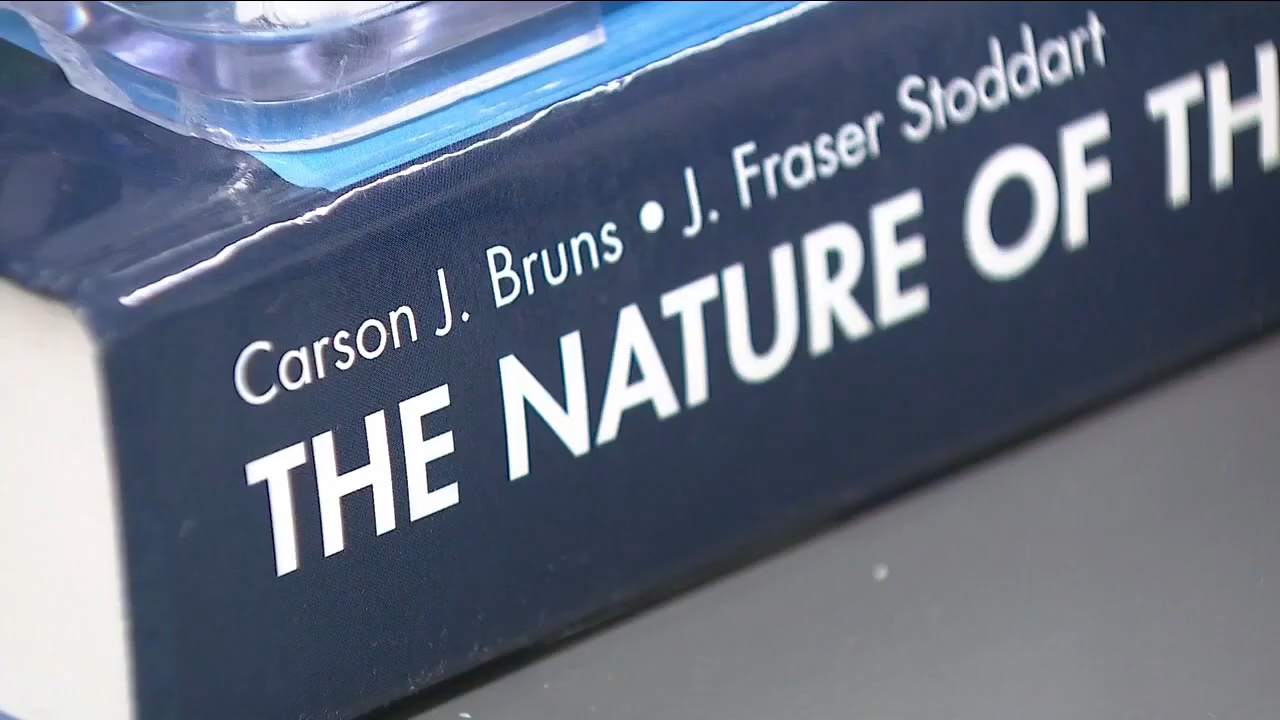 Carson J. Bruns • J. Fraser Stoddart
THE NATURE OF TH